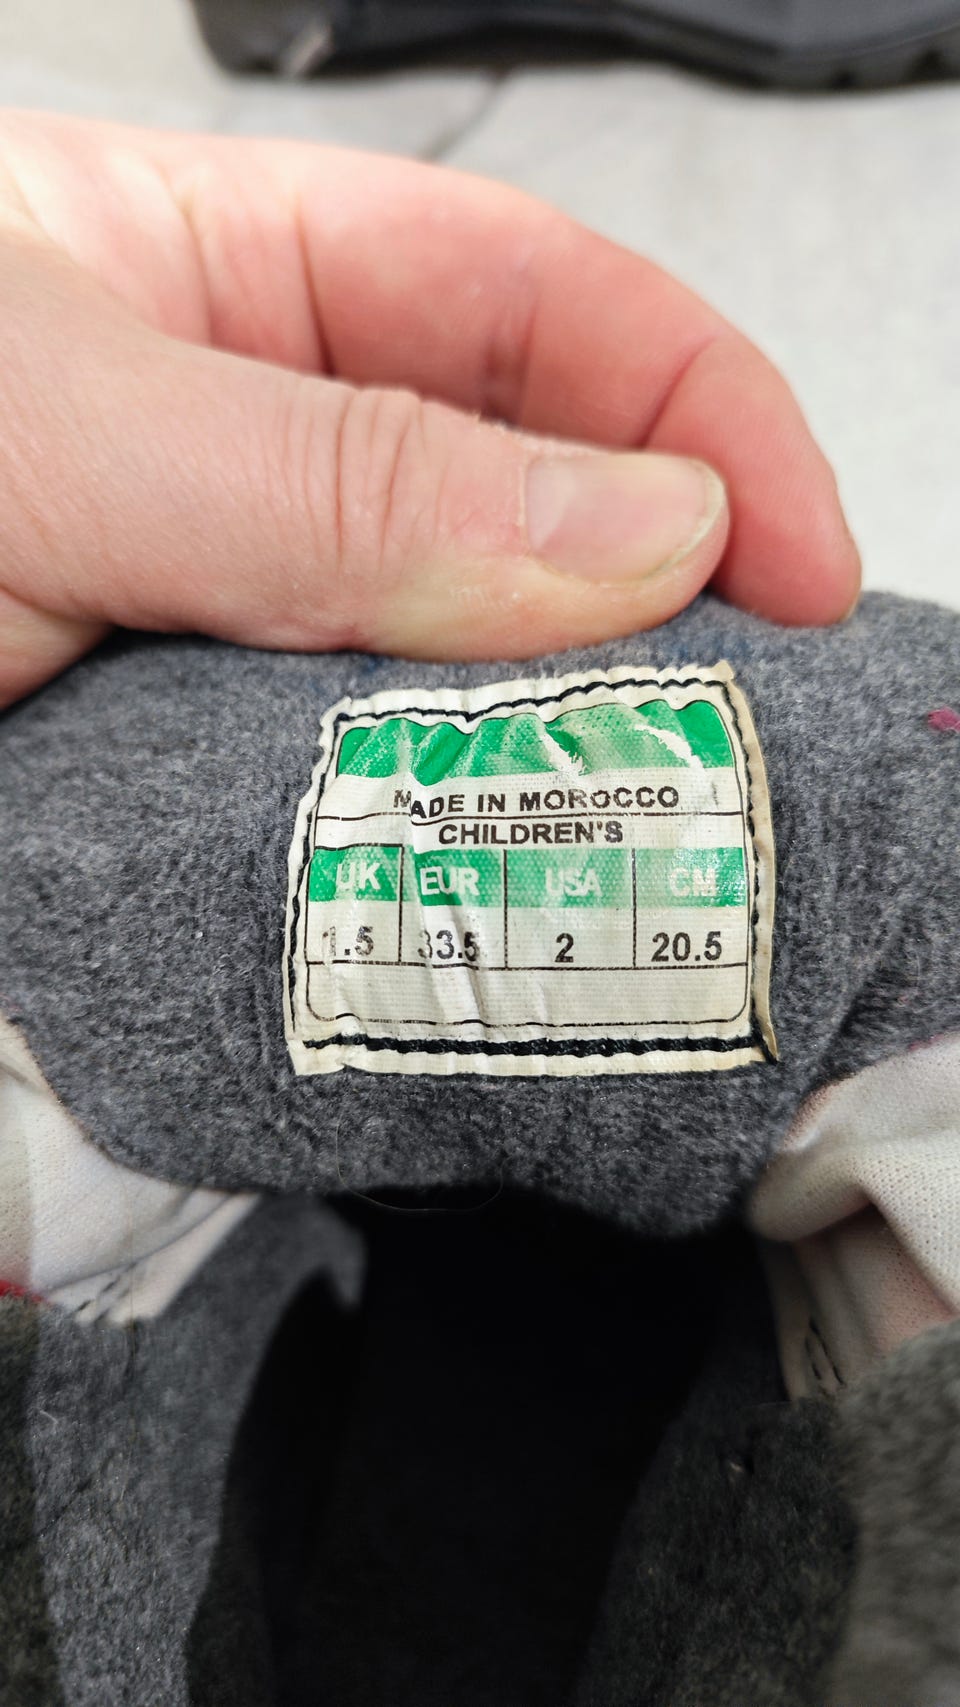 MADE IN MOROCCO
CHILDREN'S
UK EUR USA CM
1.5 33.5 2 20.5